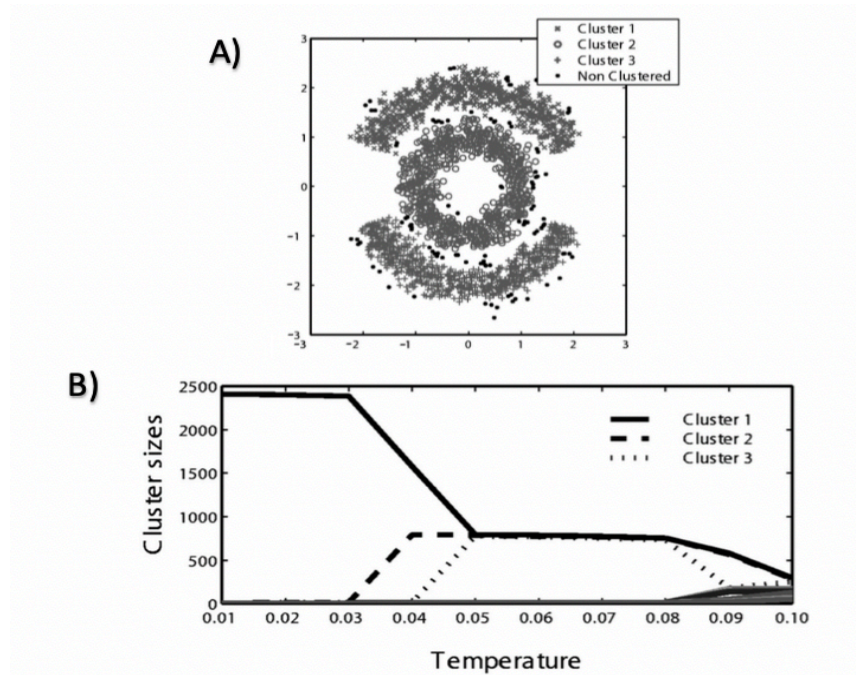 A)
Cluster 1
Cluster 2
Cluster 3
Non Clustered
3
2
1
0
−1
−2
−3
−3 −2 −1 0 1 2 3
B)
Cluster sizes
2500
2000
1500
1000
500
0
Cluster 1
Cluster 2
Cluster 3
0.01 0.02 0.03 0.04 0.05 0.06 0.07 0.08 0.09 0.10
Temperature